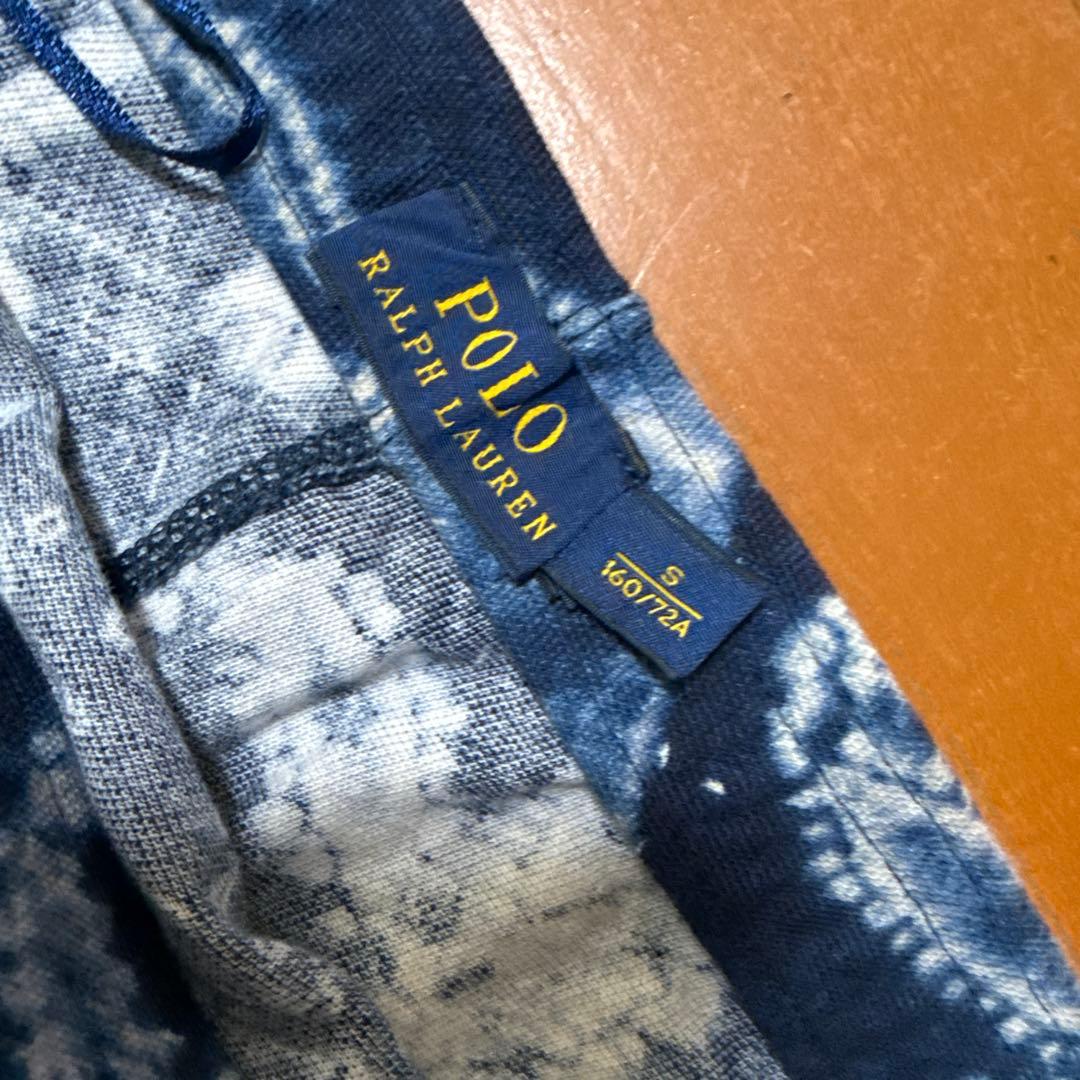 POLO
RALPH LAUREN
S
160/72A